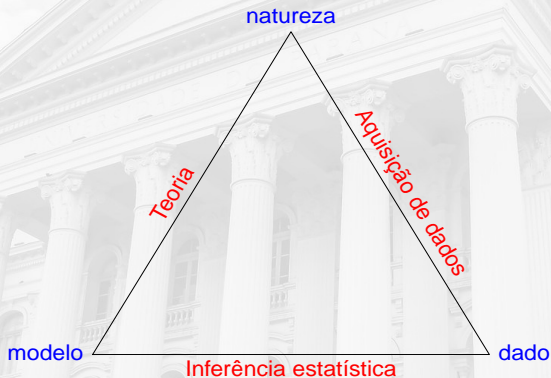 natureza
Teoria
Aquisição de dados
modelo
dado
Inferência estatística